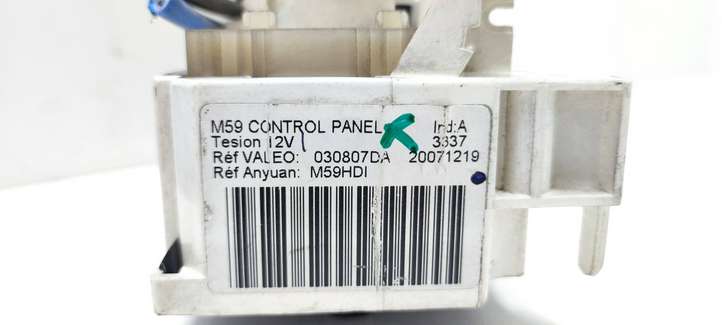 M59 CONTROL PANEL Ind:A
Tesion 12V 3337
Réf VALEO: 030807DA 20071219
Réf Anyuan: M59HDI